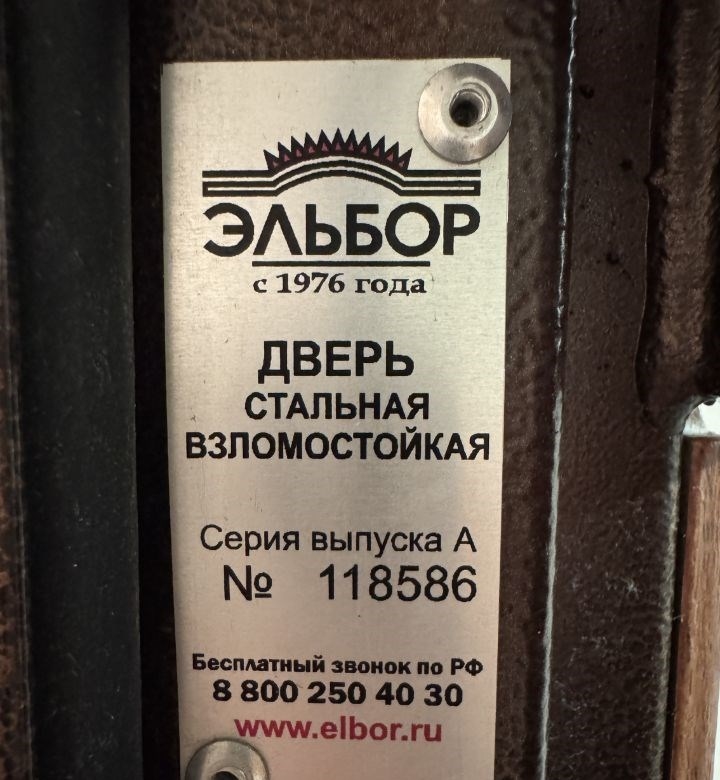 ЭЛЬБОР
с 1976 года
ДВЕРЬ
СТАЛЬНАЯ
ВЗЛОМОСТОЙКАЯ
Серия выпуска А
№ 118586
Бесплатный звонок по РФ
8 800 250 40 30
www.elbor.ru